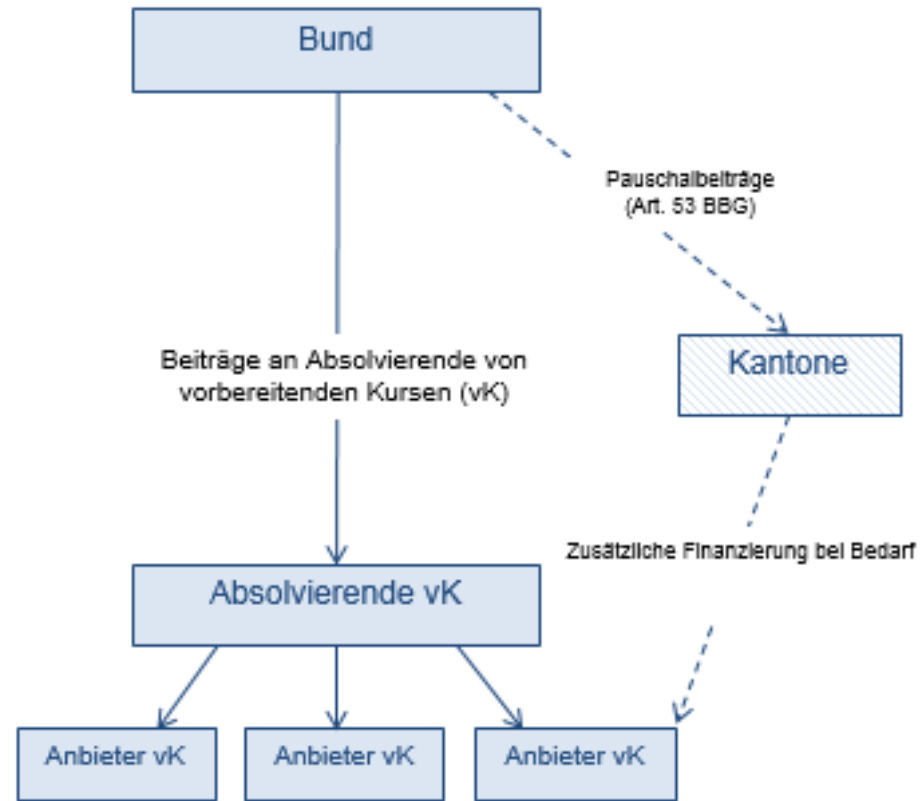 Bund
Pauschalbeiträge
(Art. 53 BBG)
Kantone
Beiträge an Absolvierende von
vorbereitenden Kursen (vK)
Zusätzliche Finanzierung bei Bedarf
Absolvierende vK
Anbieter vK
Anbieter vK
Anbieter vK